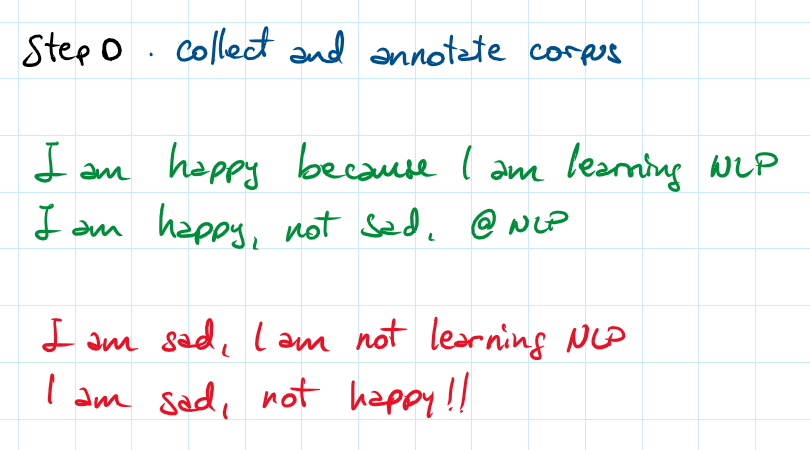 Step 0 . collect and annotate corpus
I am happy because I am learning NLP
I am happy, not sad. @NLP
I am sad, I am not learning NLP
I am sad, not happy!!